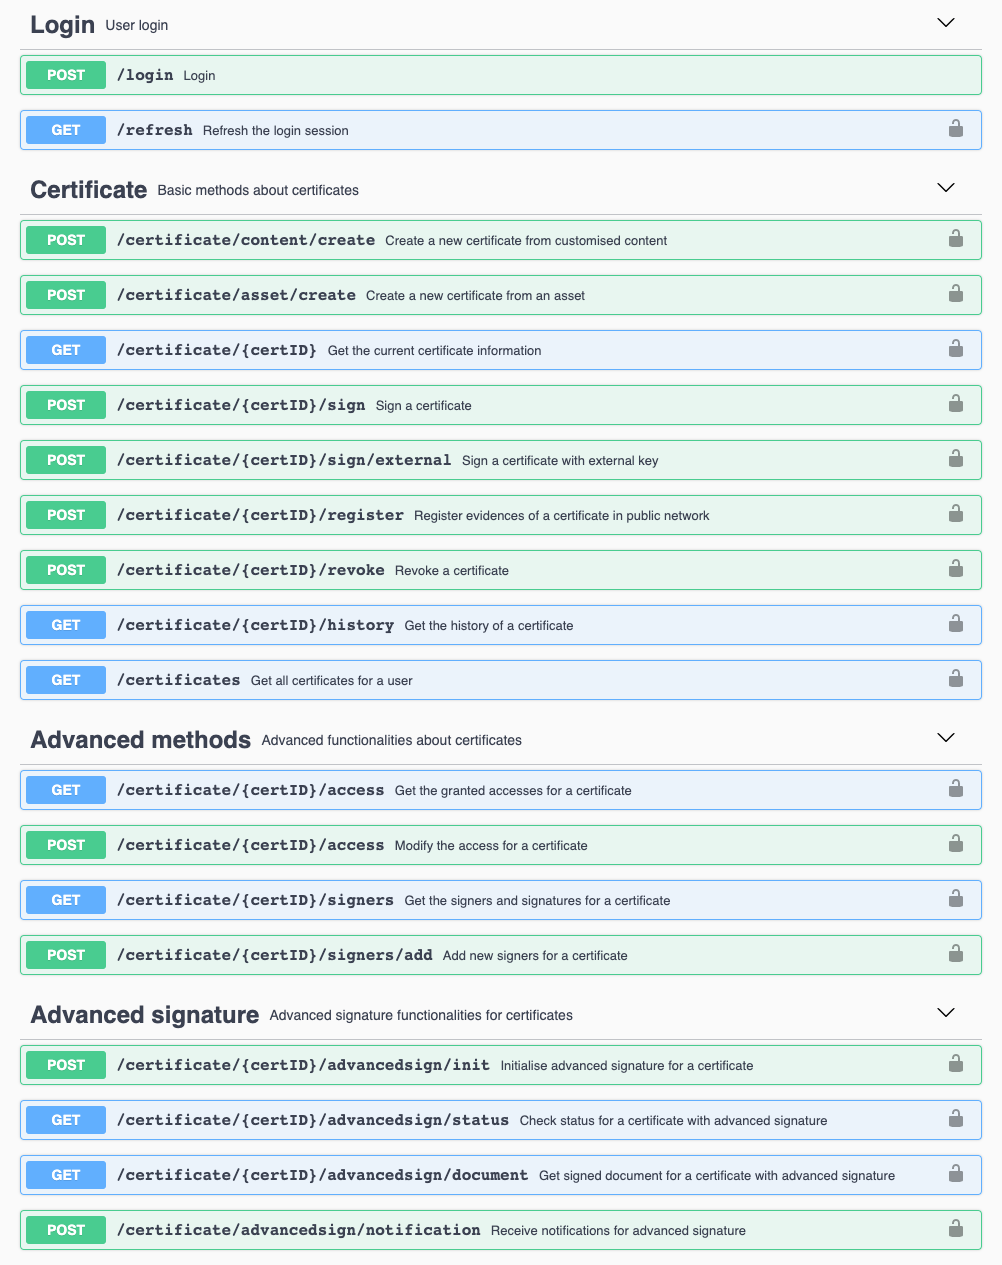 Login User login
POST /login Login
GET /refresh Refresh the login session
Certificate Basic methods about certificates
POST /certificate/content/create Create a new certificate from customised content
POST /certificate/asset/create Create a new certificate from an asset
GET /certificate/{certID} Get the current certificate information
POST /certificate/{certID}/sign Sign a certificate
POST /certificate/{certID}/sign/external Sign a certificate with external key
POST /certificate/{certID}/register Register evidences of a certificate in public network
POST /certificate/{certID}/revoke Revoke a certificate
GET /certificate/{certID}/history Get the history of a certificate
GET /certificates Get all certificates for a user
Advanced methods Advanced functionalities about certificates
GET /certificate/{certID}/access Get the granted accesses for a certificate
POST /certificate/{certID}/access Modify the access for a certificate
GET /certificate/{certID}/signers Get the signers and signatures for a certificate
POST /certificate/{certID}/signers/add Add new signers for a certificate
Advanced signature Advanced signature functionalities for certificates
POST /certificate/{certID}/advancedsign/init Initialise advanced signature for a certificate
GET /certificate/{certID}/advancedsign/status Check status for a certificate with advanced signature
GET /certificate/{certID}/advancedsign/document Get signed document for a certificate with advanced signature
POST /certificate/advancedsign/notification Receive notifications for advanced signature